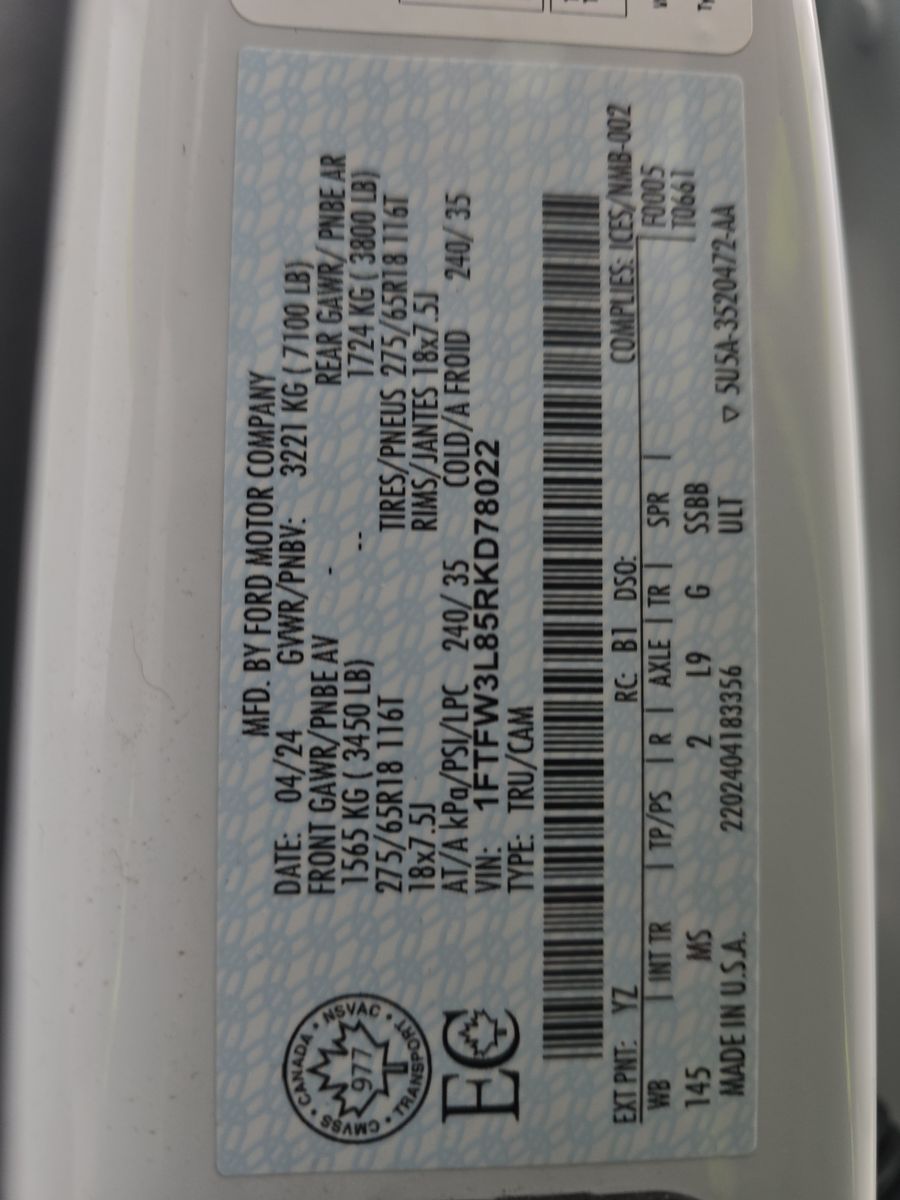 MFD. BY FORD MOTOR COMPANY
DATE: 04/24 GVWR/PNBV: 3221 KG ( 7100 LB)
FRONT GAWR/PNBE AV - REAR GAWR/ PNBE AR
1565 KG ( 3450 LB) -- 1724 KG ( 3800 LB)
275/65R18 116T TIRES/PNEUS 275/65R18 116T
18x7.5J RIMS/JANTES 18x7.5J
AT/A kPa/PSI/LPC 240/ 35 COLD/A FROID 240/ 35
VIN: 1FTFW3L85RKD78022
TYPE: TRU/CAM
CANADA • NSVAC • TRANSPORT • CMVSS •
977
EC
COMPLIES: ICES/NMB-002
EXT PNT: YZ RC: B1 DSO: F0005
WB | INT TR | TP/PS | R | AXLE | TR | SPR | T0661
145 MS 2 L9 G SSBB
MADE IN U.S.A. 2202404183356 ULT ▽ 5U5A-3520472-AA